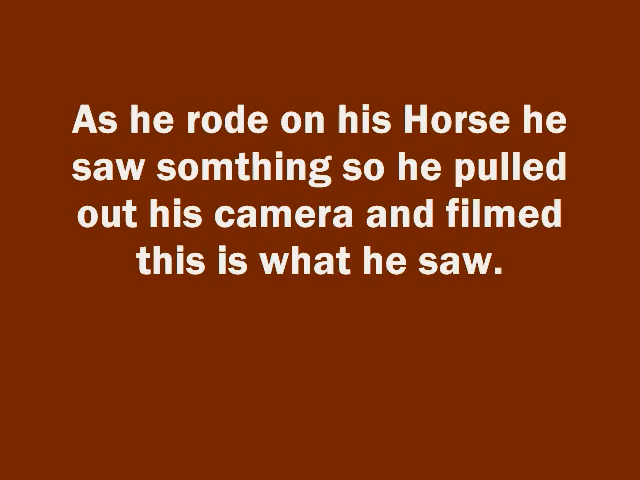 As he rode on his Horse he
saw somthing so he pulled
out his camera and filmed
this is what he saw.